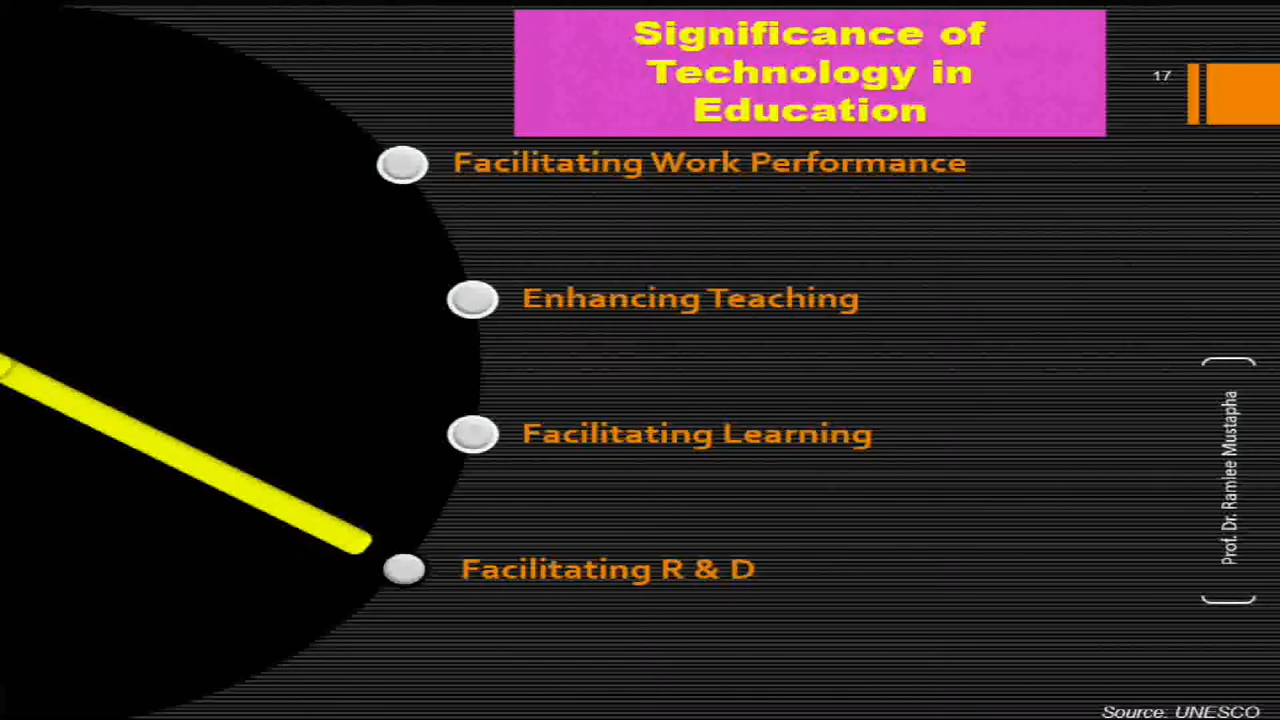 Significance of
Technology in
Education
17
Facilitating Work Performance
Enhancing Teaching
Facilitating Learning
Facilitating R & D
Prof. Dr. Ramlee Mustapha
Source: UNESCO